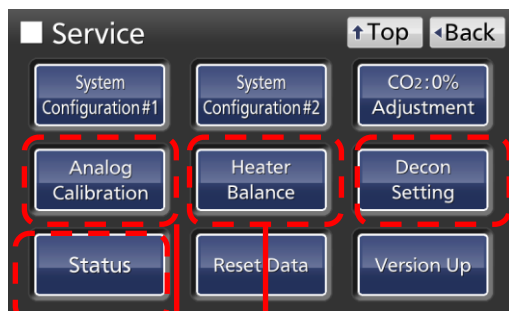 Service
↑Top
◂Back
System
Configuration#1
System
Configuration#2
CO2:0%
Adjustment
Analog
Calibration
Heater
Balance
Decon
Setting
Status
Reset Data
Version Up